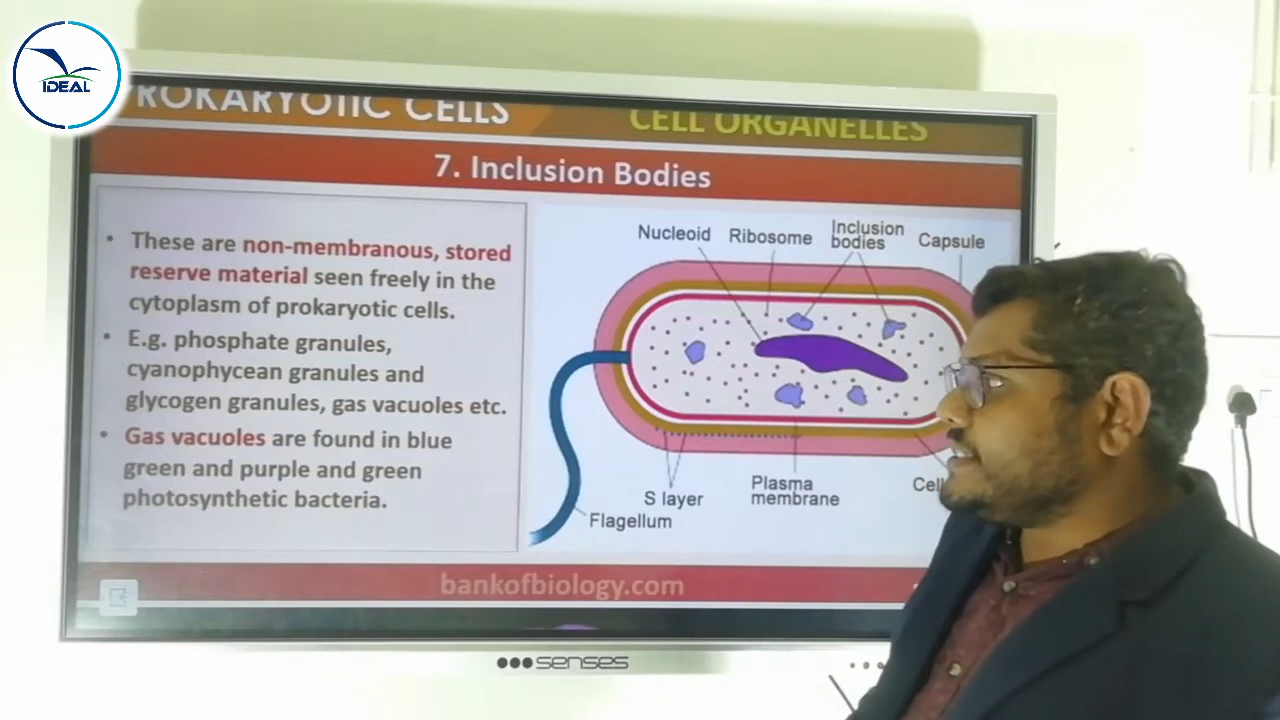 IDEAL
ROKARYOTIC CELLS
CELL ORGANELLES
7. Inclusion Bodies
• These are non-membranous, stored
reserve material seen freely in the
cytoplasm of prokaryotic cells.
• E.g. phosphate granules,
cyanophycean granules and
glycogen granules, gas vacuoles etc.
• Gas vacuoles are found in blue
green and purple and green
photosynthetic bacteria.
Nucleoid
Ribosome
Inclusion
bodies
Capsule
S layer
Plasma
membrane
Cell
Flagellum
bankofbiology.com
senses